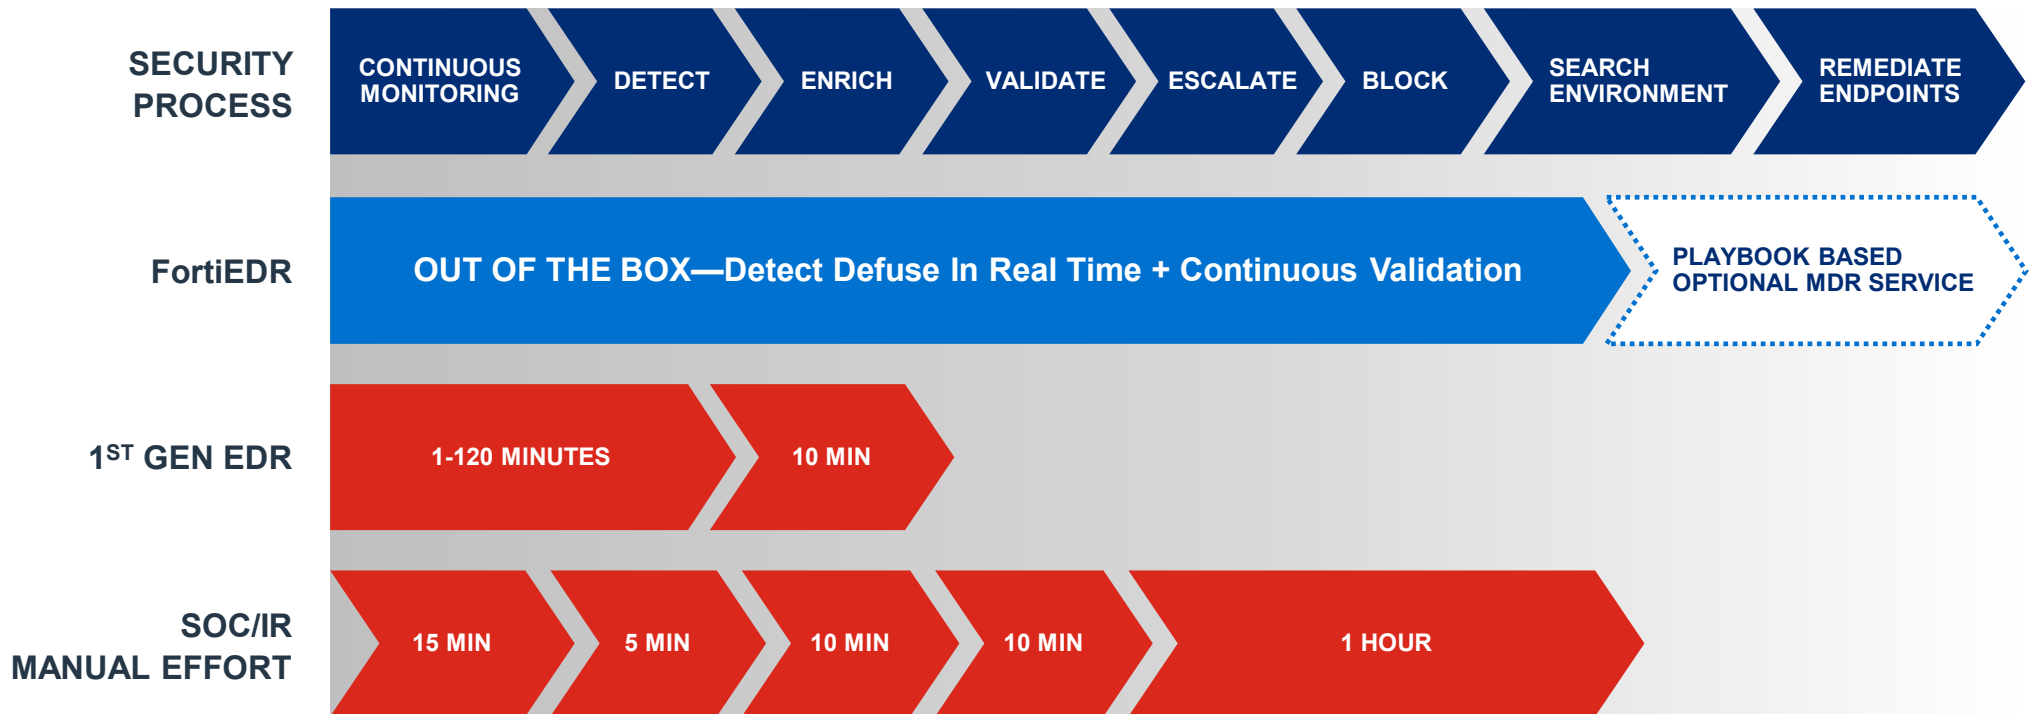 SECURITY
PROCESS
CONTINUOUS
MONITORING
DETECT
ENRICH
VALIDATE
ESCALATE
BLOCK
SEARCH
ENVIRONMENT
REMEDIATE
ENDPOINTS
FortiEDR
OUT OF THE BOX—Detect Defuse In Real Time + Continuous Validation
PLAYBOOK BASED
OPTIONAL MDR SERVICE
1ST GEN EDR
1-120 MINUTES
10 MIN
SOC/IR
MANUAL EFFORT
15 MIN
5 MIN
10 MIN
10 MIN
1 HOUR